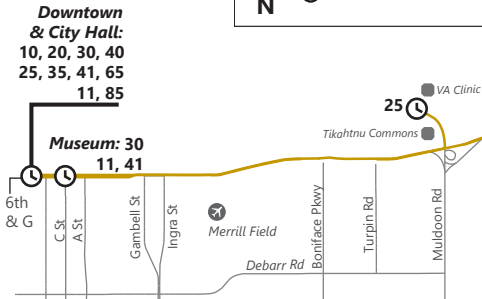 N
Downtown
& City Hall:
10, 20, 30, 40
25, 35, 41, 65
11, 85
VA Clinic
25
Tikahtnu Commons
Museum: 30
11, 41
6th
& G
C St
A St
Gambell St
Ingra St
Merrill Field
Debarr Rd
Boniface Pkwy
Turpin Rd
Muldoon Rd